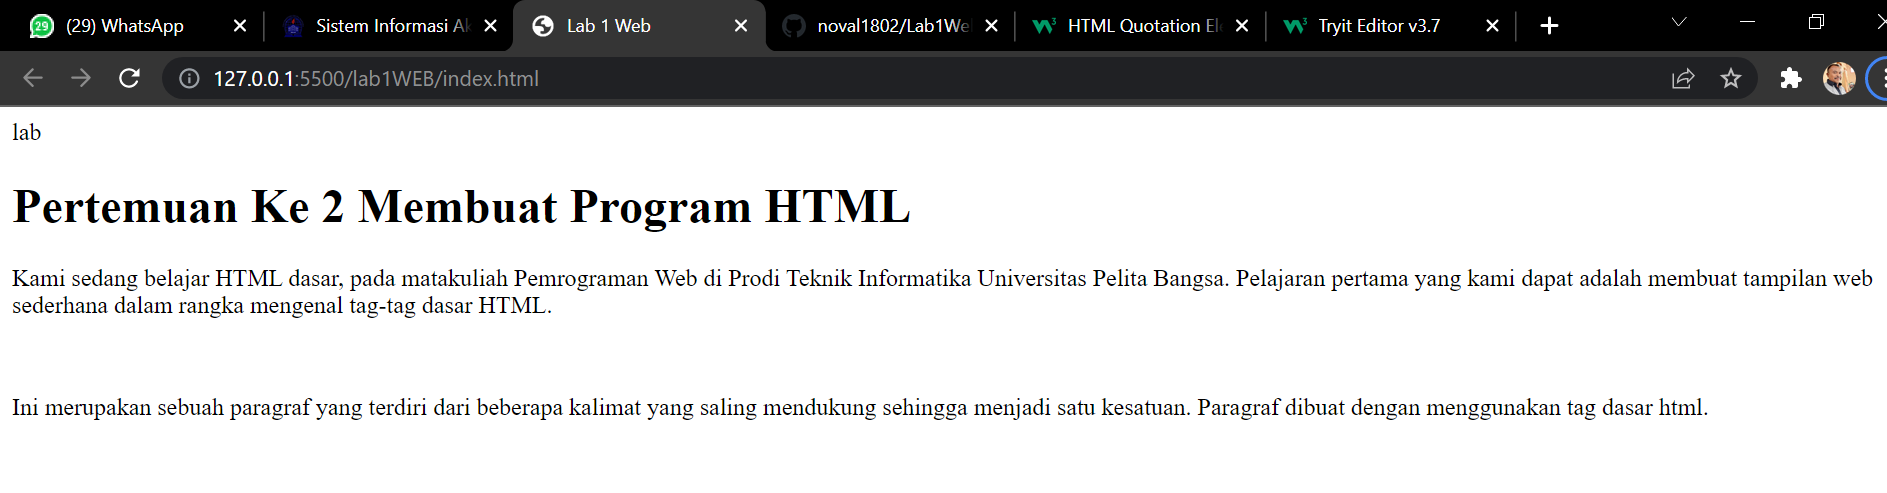 (29) WhatsApp
Sistem Informasi Ak
Lab 1 Web
noval1802/Lab1We
HTML Quotation El
Tryit Editor v3.7
127.0.0.1:5500/lab1WEB/index.html
lab
Pertemuan Ke 2 Membuat Program HTML
Kami sedang belajar HTML dasar, pada matakuliah Pemrograman Web di Prodi Teknik Informatika Universitas Pelita Bangsa. Pelajaran pertama yang kami dapat adalah membuat tampilan web
sederhana dalam rangka mengenal tag-tag dasar HTML.
Ini merupakan sebuah paragraf yang terdiri dari beberapa kalimat yang saling mendukung sehingga menjadi satu kesatuan. Paragraf dibuat dengan menggunakan tag dasar html.